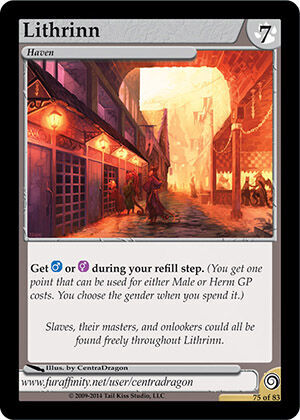 Lithrinn
7
Haven
Get ♂ or ⚥ during your refill step. (You get one
point that can be used for either Male or Herm GP
costs. You choose the gender when you spend it.)
Slaves, their masters, and onlookers could all be
found freely throughout Lithrinn.
Illus. by CentraDragon
www.furaffinity.net/user/centradragon
75 of 83
© 2009-2014 Tail Kiss Studio, LLC